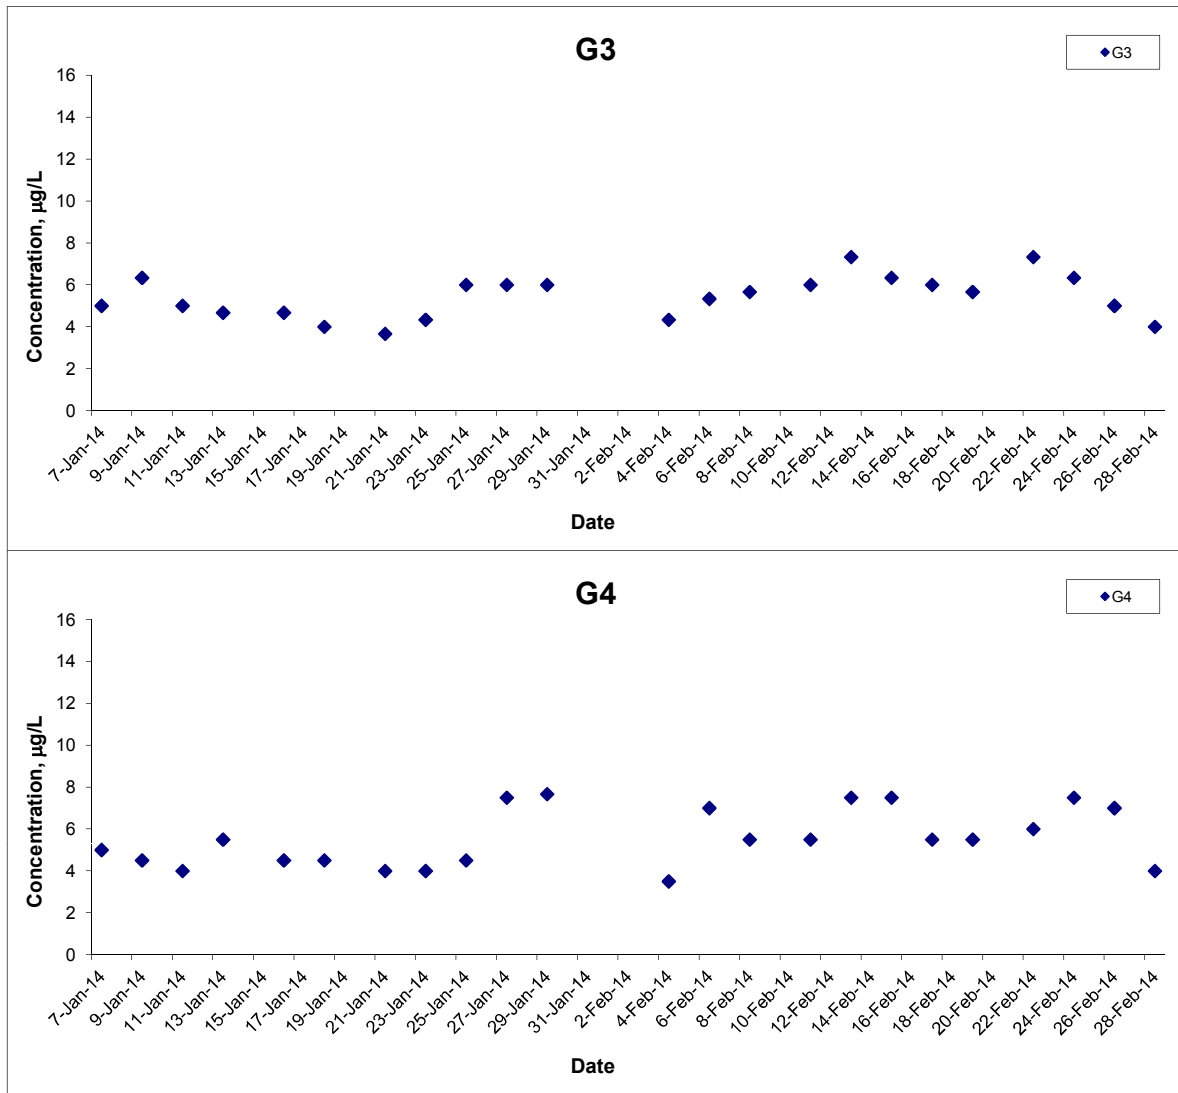 G3
G3
16
14
12
10
8
6
4
2
0
Concentration, µg/L
7-Jan-14
9-Jan-14
11-Jan-14
13-Jan-14
15-Jan-14
17-Jan-14
19-Jan-14
21-Jan-14
23-Jan-14
25-Jan-14
27-Jan-14
29-Jan-14
31-Jan-14
2-Feb-14
4-Feb-14
6-Feb-14
8-Feb-14
10-Feb-14
12-Feb-14
14-Feb-14
16-Feb-14
18-Feb-14
20-Feb-14
22-Feb-14
24-Feb-14
26-Feb-14
28-Feb-14
Date
G4
G4
16
14
12
10
8
6
4
2
0
Concentration, µg/L
7-Jan-14
9-Jan-14
11-Jan-14
13-Jan-14
15-Jan-14
17-Jan-14
19-Jan-14
21-Jan-14
23-Jan-14
25-Jan-14
27-Jan-14
29-Jan-14
31-Jan-14
2-Feb-14
4-Feb-14
6-Feb-14
8-Feb-14
10-Feb-14
12-Feb-14
14-Feb-14
16-Feb-14
18-Feb-14
20-Feb-14
22-Feb-14
24-Feb-14
26-Feb-14
28-Feb-14
Date